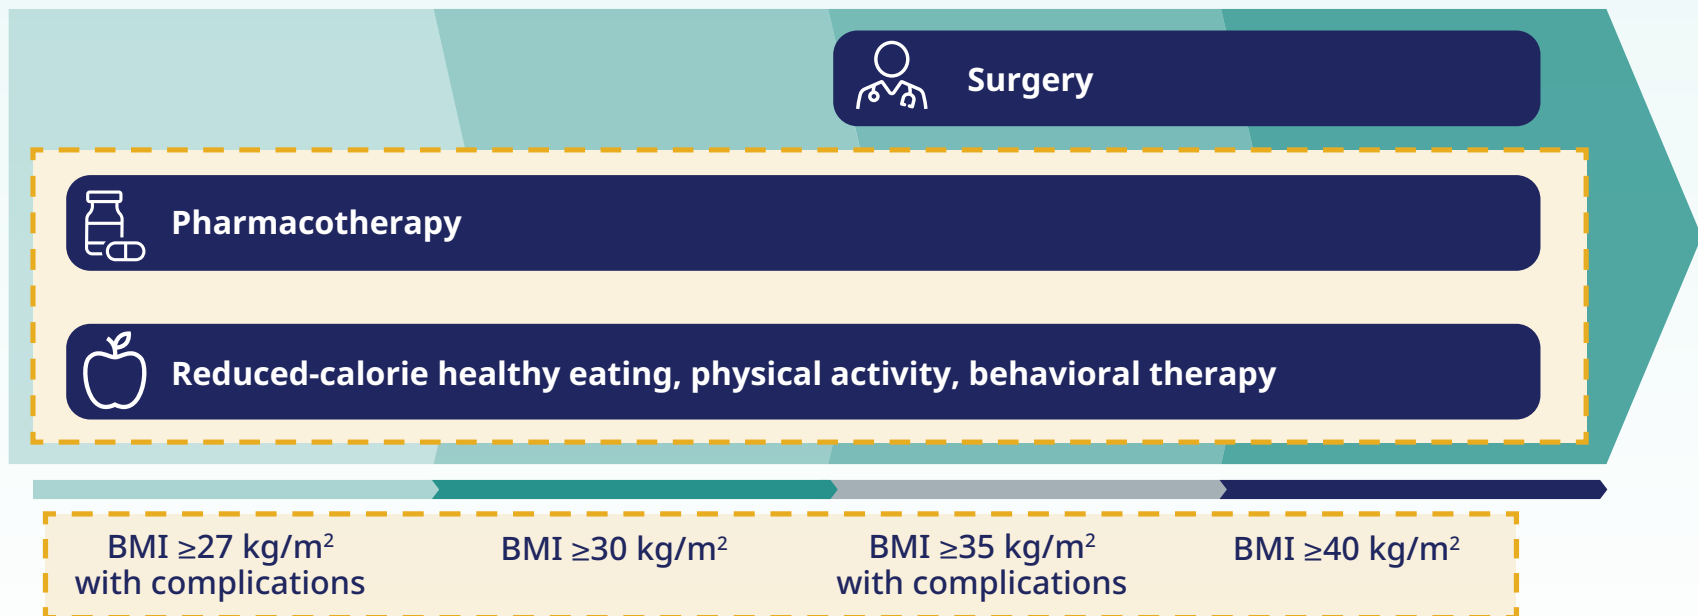 Surgery
Pharmacotherapy
Reduced-calorie healthy eating, physical activity, behavioral therapy
BMI ≥27 kg/m²
with complications
BMI ≥30 kg/m²
BMI ≥35 kg/m²
with complications
BMI ≥40 kg/m²